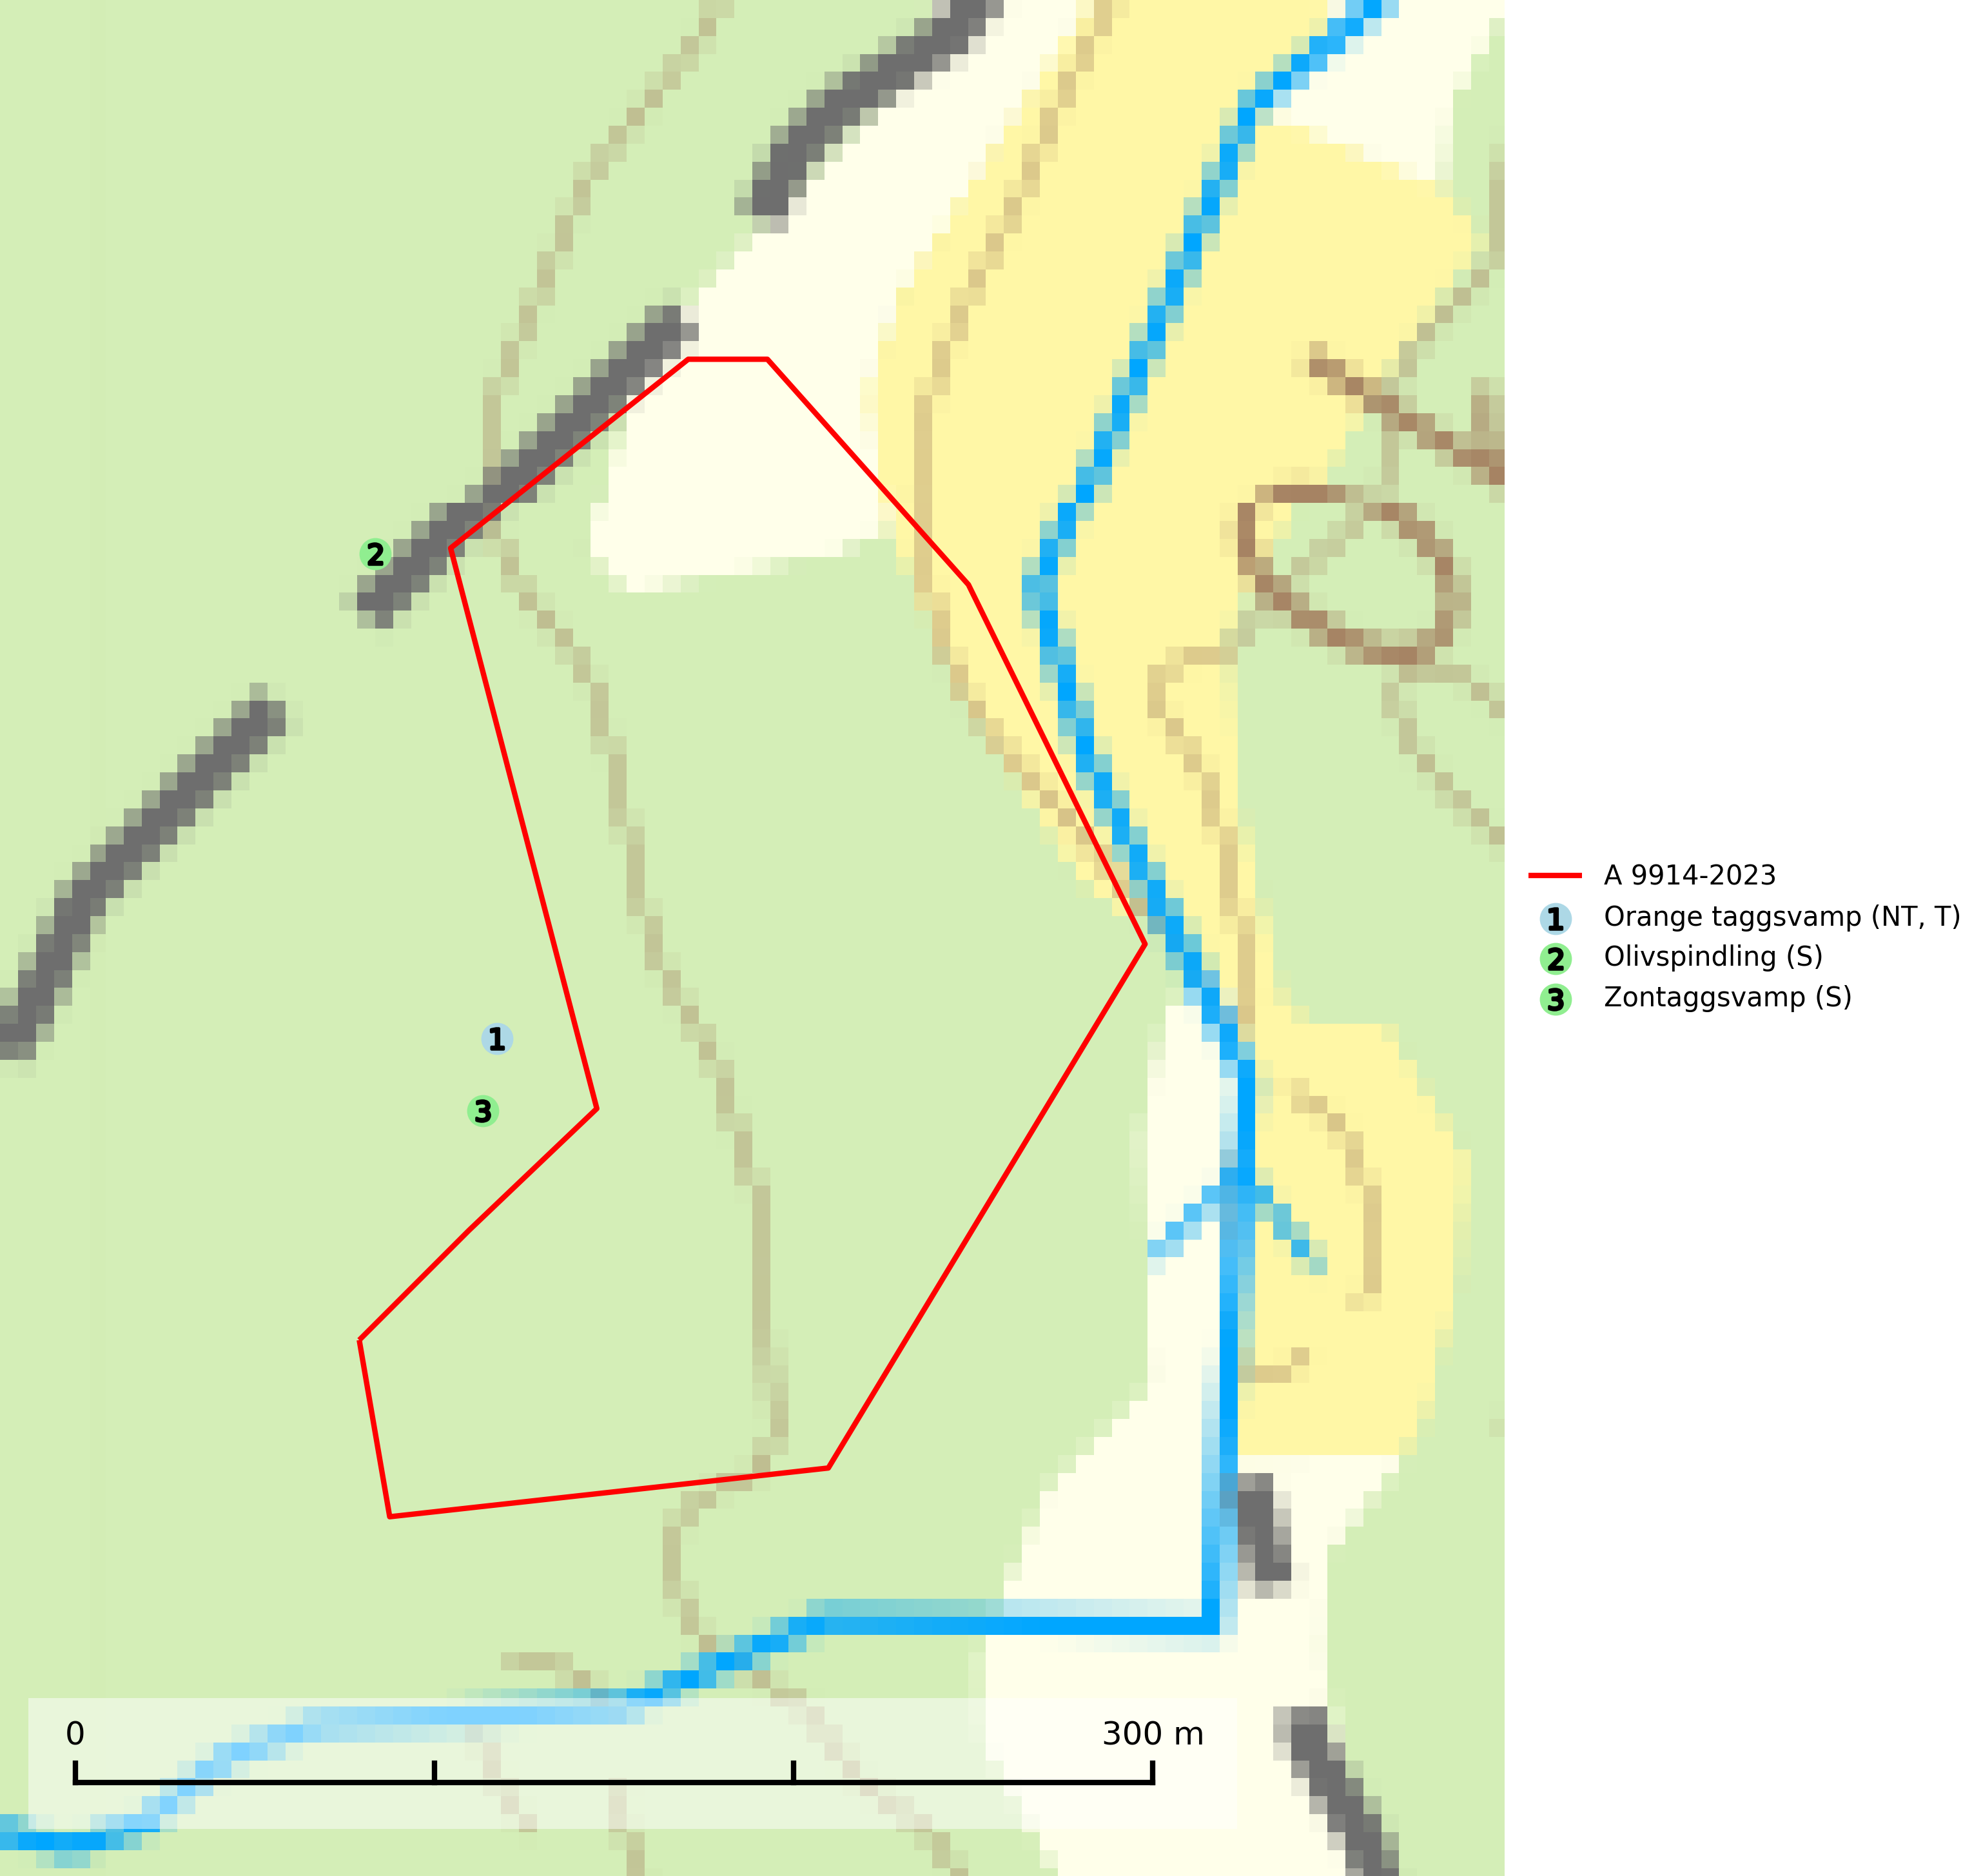 2
1
3
A 9914-2023
1 Orange taggsvamp (NT, T)
2 Olivspindling (S)
3 Zontaggsvamp (S)
0 300 m